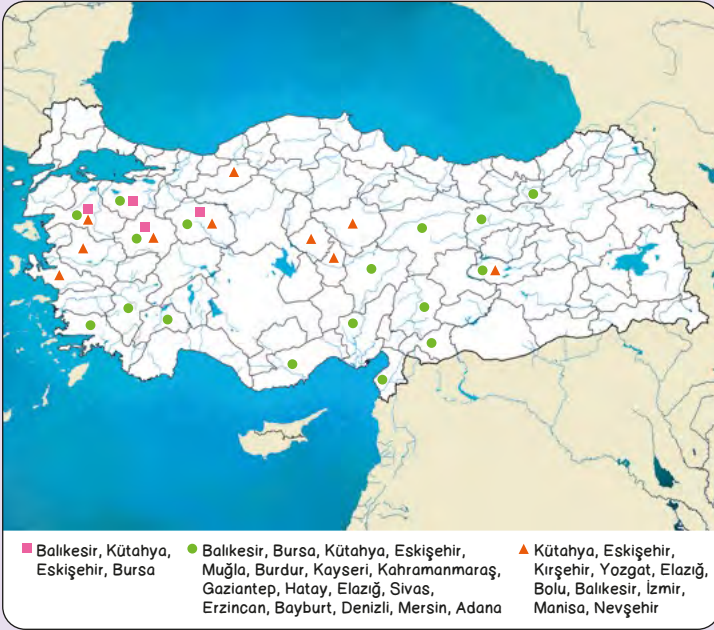 Balıkesir, Kütahya,
Eskişehir, Bursa
Balıkesir, Bursa, Kütahya, Eskişehir,
Muğla, Burdur, Kayseri, Kahramanmaraş,
Gaziantep, Hatay, Elazığ, Sivas,
Erzincan, Bayburt, Denizli, Mersin, Adana
Kütahya, Eskişehir,
Kırşehir, Yozgat, Elazığ,
Bolu, Balıkesir, İzmir,
Manisa, Nevşehir